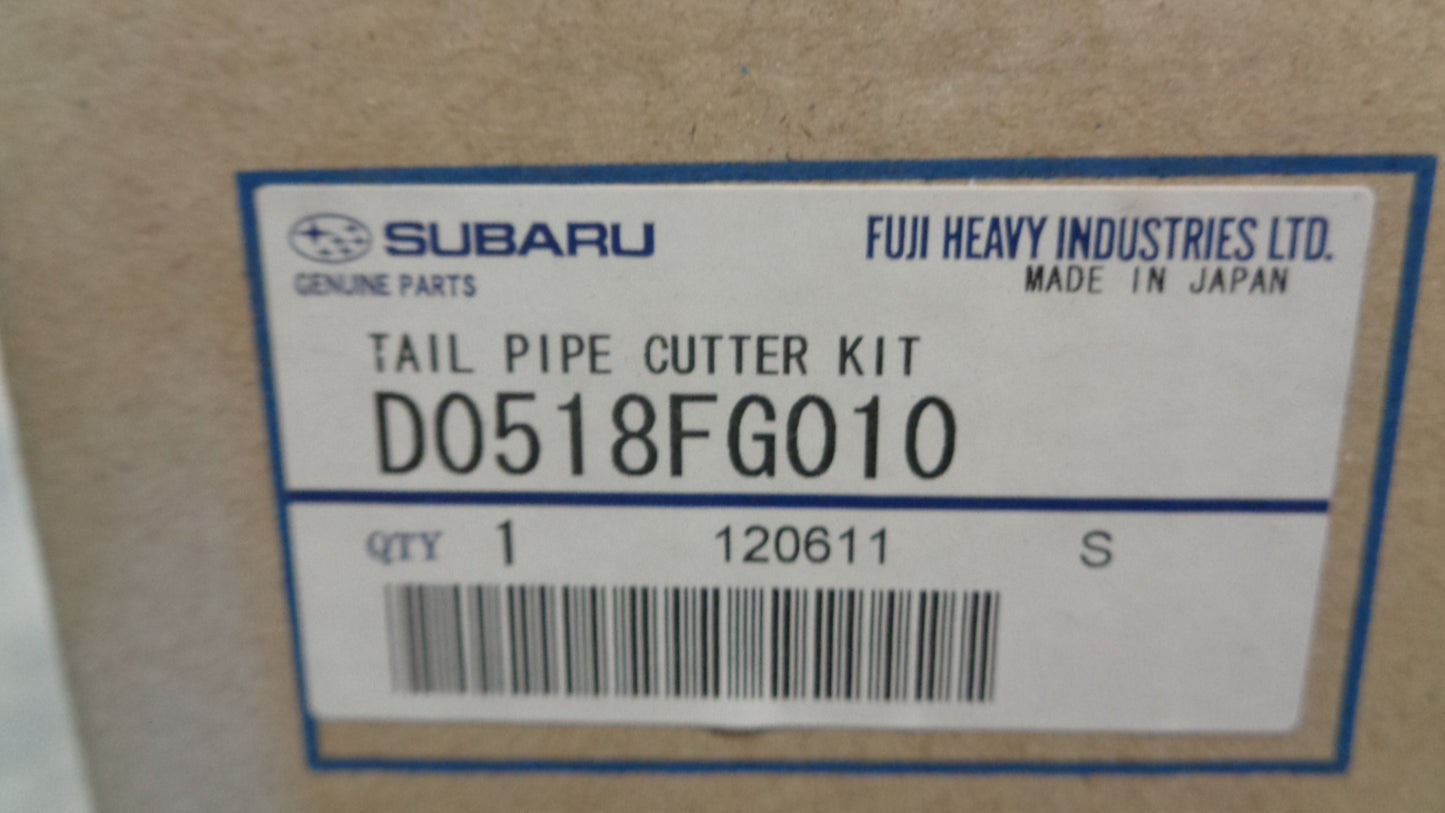 SUBARU
GENUINE PARTS
FUJI HEAVY INDUSTRIES LTD.
MADE IN JAPAN
TAIL PIPE CUTTER KIT
D0518FG010
QTY 1 120611 S